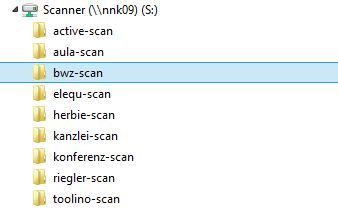 Scanner (\\nnk09) (S:)
active-scan
aula-scan
bwz-scan
elequ-scan
herbie-scan
kanzlei-scan
konferenz-scan
riegler-scan
toolino-scan